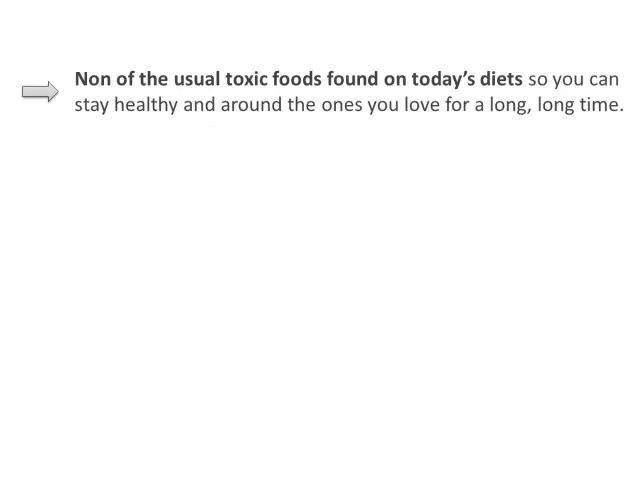 Non of the usual toxic foods found on today’s diets so you can
stay healthy and around the ones you love for a long, long time.